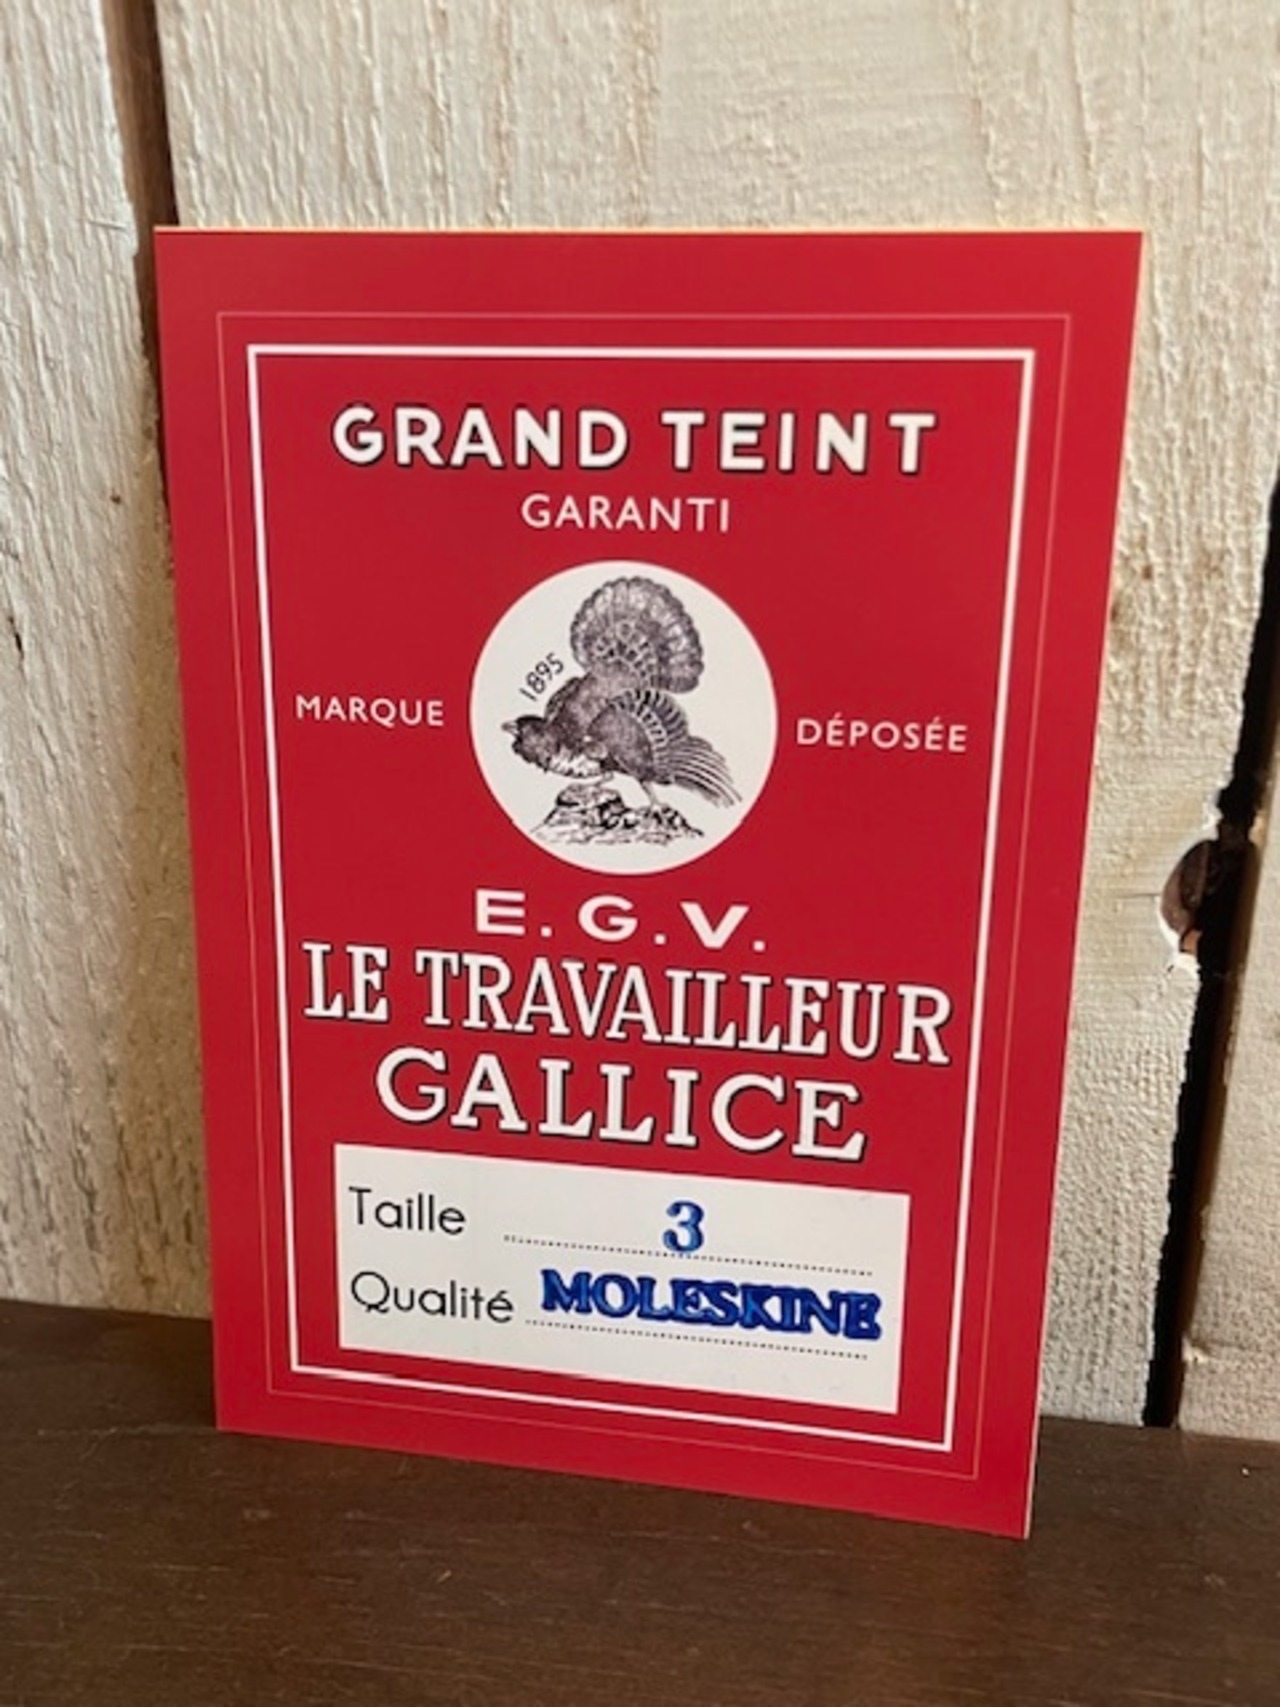 GRAND TEINT
GARANTI
1895
MARQUE DÉPOSÉE
E.G.V.
LE TRAVAILLEUR
GALLICE
Taille 3
Qualité MOLESKINE